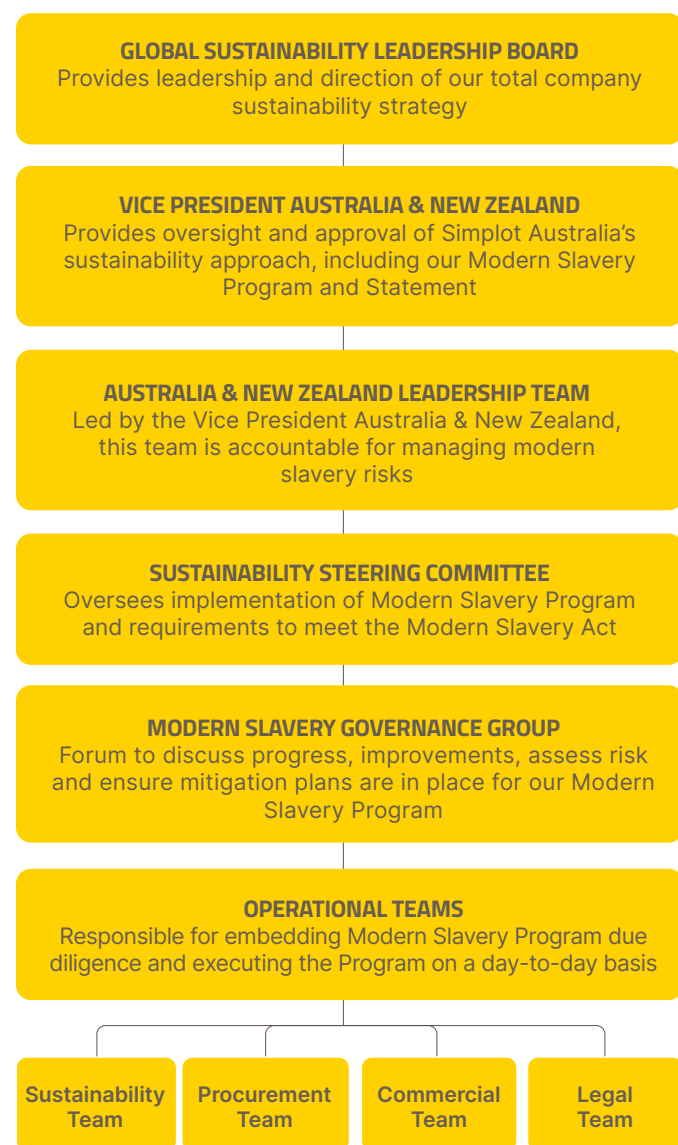 GLOBAL SUSTAINABILITY LEADERSHIP BOARD
Provides leadership and direction of our total company
sustainability strategy
VICE PRESIDENT AUSTRALIA & NEW ZEALAND
Provides oversight and approval of Simplot Australia's
sustainability approach, including our Modern Slavery
Program and Statement
AUSTRALIA & NEW ZEALAND LEADERSHIP TEAM
Led by the Vice President Australia & New Zealand,
this team is accountable for managing modern
slavery risks
SUSTAINABILITY STEERING COMMITTEE
Oversees implementation of Modern Slavery Program
and requirements to meet the Modern Slavery Act
MODERN SLAVERY GOVERNANCE GROUP
Forum to discuss progress, improvements, assess risk
and ensure mitigation plans are in place for our Modern
Slavery Program
OPERATIONAL TEAMS
Responsible for embedding Modern Slavery Program due
diligence and executing the Program on a day-to-day basis
Sustainability
Team
Procurement
Team
Commercial
Team
Legal
Team